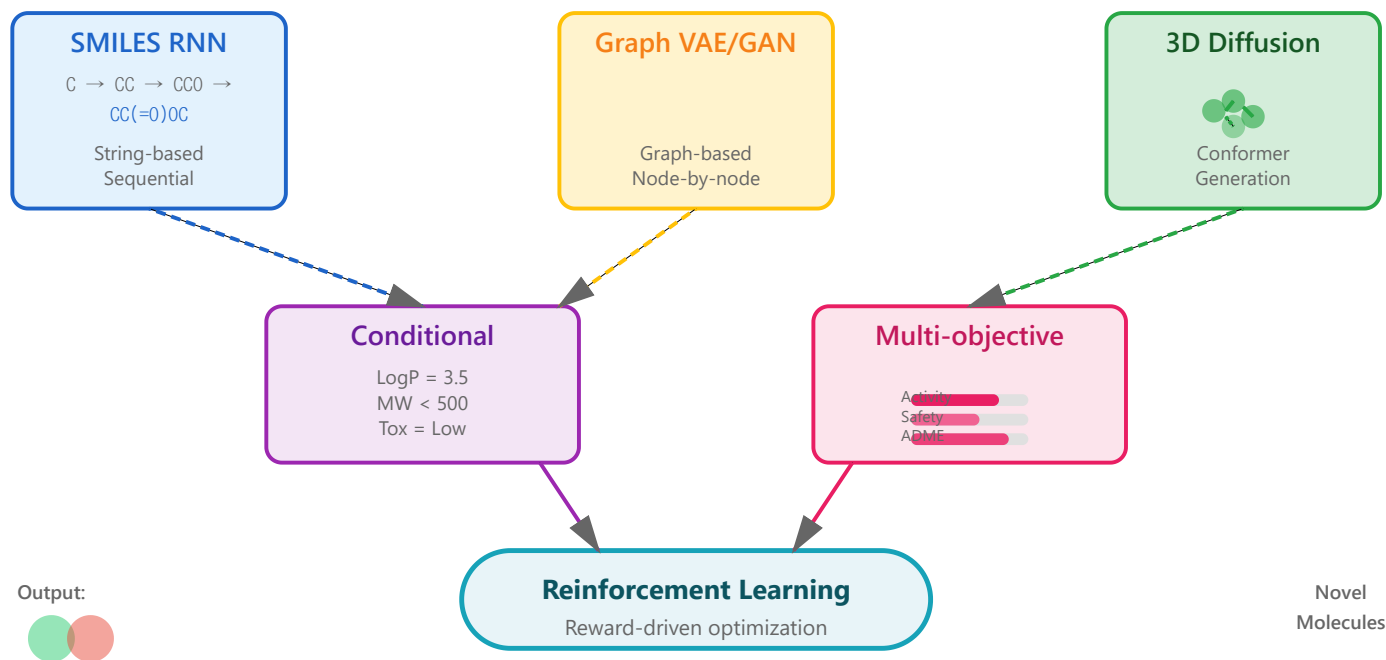 SMILES RNN
C → CC → CCO →
CC(=O)OC
String-based
Sequential
Graph VAE/GAN
Graph-based
Node-by-node
3D Diffusion
Conformer
Generation
Conditional
LogP = 3.5
MW < 500
Tox = Low
Multi-objective
Activity
Safety
ADME
Reinforcement Learning
Reward-driven optimization
Output:
Novel
Molecules